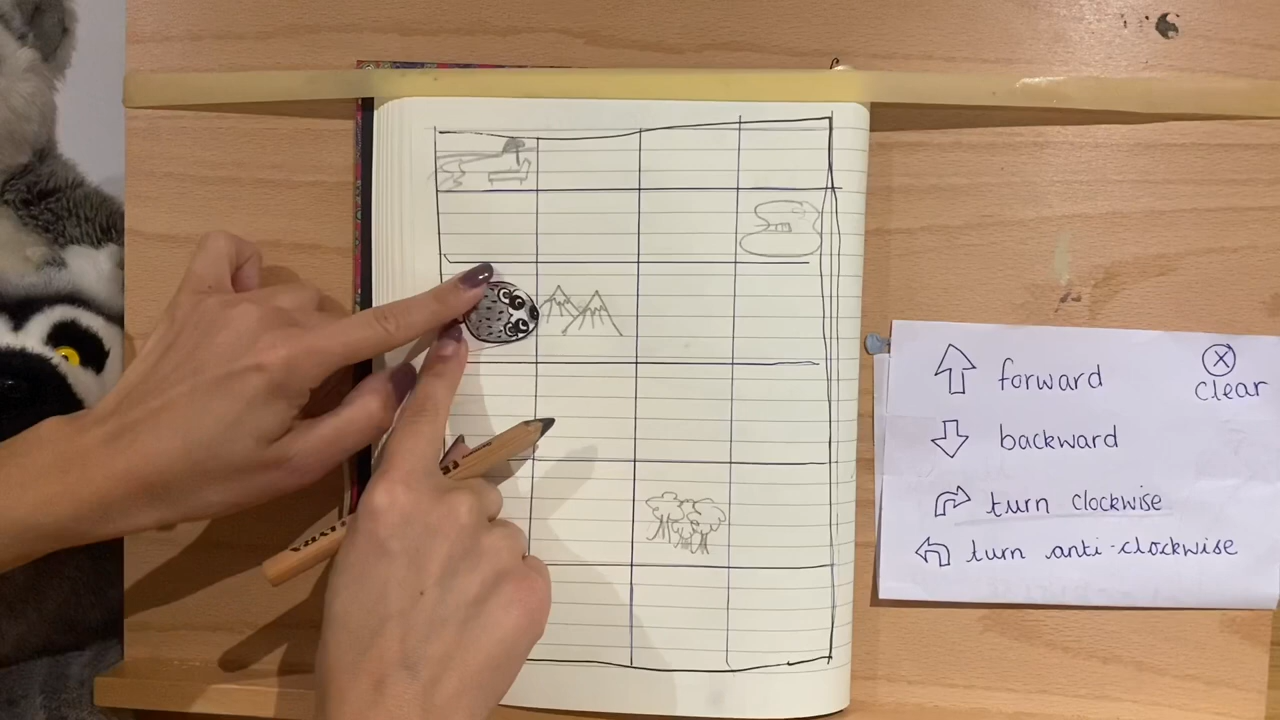 forward
clear
backward
turn clockwise
turn anti-clockwise